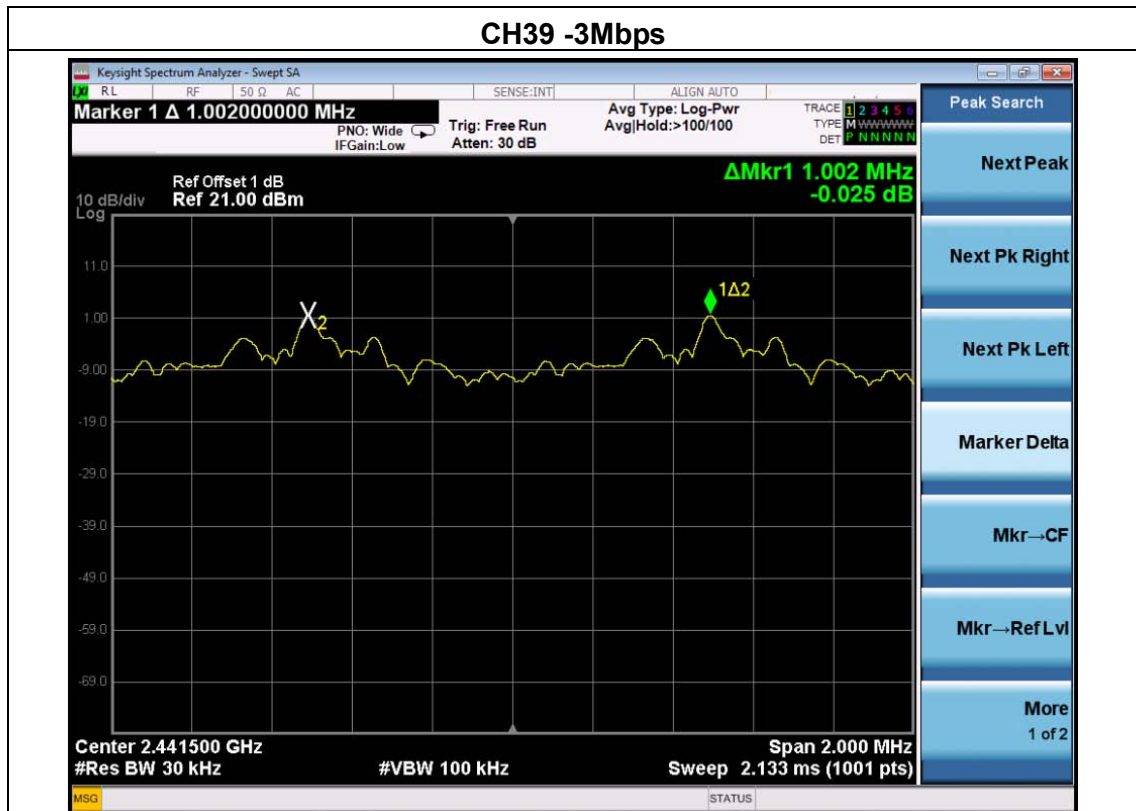 CH39 -3Mbps
Keysight Spectrum Analyzer - Swept SA
LXI RL RF 50 Ω AC SENSE:INT ALIGN AUTO
Marker 1 Δ 1.002000000 MHz
PNO: Wide
IFGain:Low
Trig: Free Run
Atten: 30 dB
Avg Type: Log-Pwr
Avg|Hold:>100/100
TRACE 1 2 3 4 5 6
TYPE M WWWWW
DET P N N N N N
ΔMkr1 1.002 MHz
-0.025 dB
Ref Offset 1 dB
10 dB/div Ref 21.00 dBm
Log
11.0
1.00
-9.00
-19.0
-29.0
-39.0
-49.0
-59.0
-69.0
X2
1Δ2
Center 2.441500 GHz Span 2.000 MHz
#Res BW 30 kHz #VBW 100 kHz Sweep 2.133 ms (1001 pts)
MSG STATUS
Peak Search
Next Peak
Next Pk Right
Next Pk Left
Marker Delta
Mkr→CF
Mkr→Ref Lvl
More
1 of 2